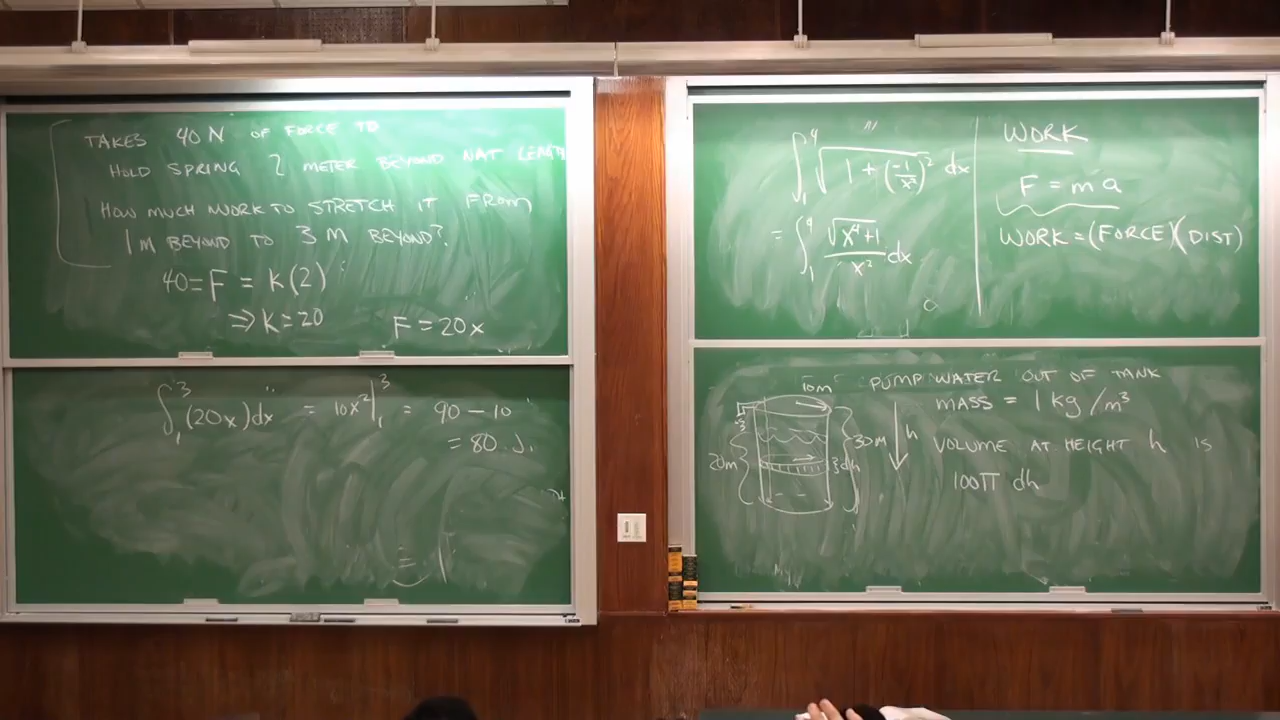 TAKES 40 N OF FORCE TO
HOLD SPRING 2 METER BEYOND NAT LENGTH
HOW MUCH WORK TO STRETCH IT FROM
1 M BEYOND TO 3 M BEYOND?
40 = F = K(2)
⇒ K = 20 F = 20x
∫₁³ (20x)dx = 10x²|₁³ = 90 − 10
= 80 J.
∫₁⁴ √(1 + (-1/x²)²) dx
= ∫₁⁴ √(x⁴+1)/x² dx
WORK
F = ma
WORK = (FORCE)(DIST)
10m PUMP WATER OUT OF TANK
MASS = 1 kg/m³
20m 30M dh h VOLUME AT HEIGHT h IS
100π dh